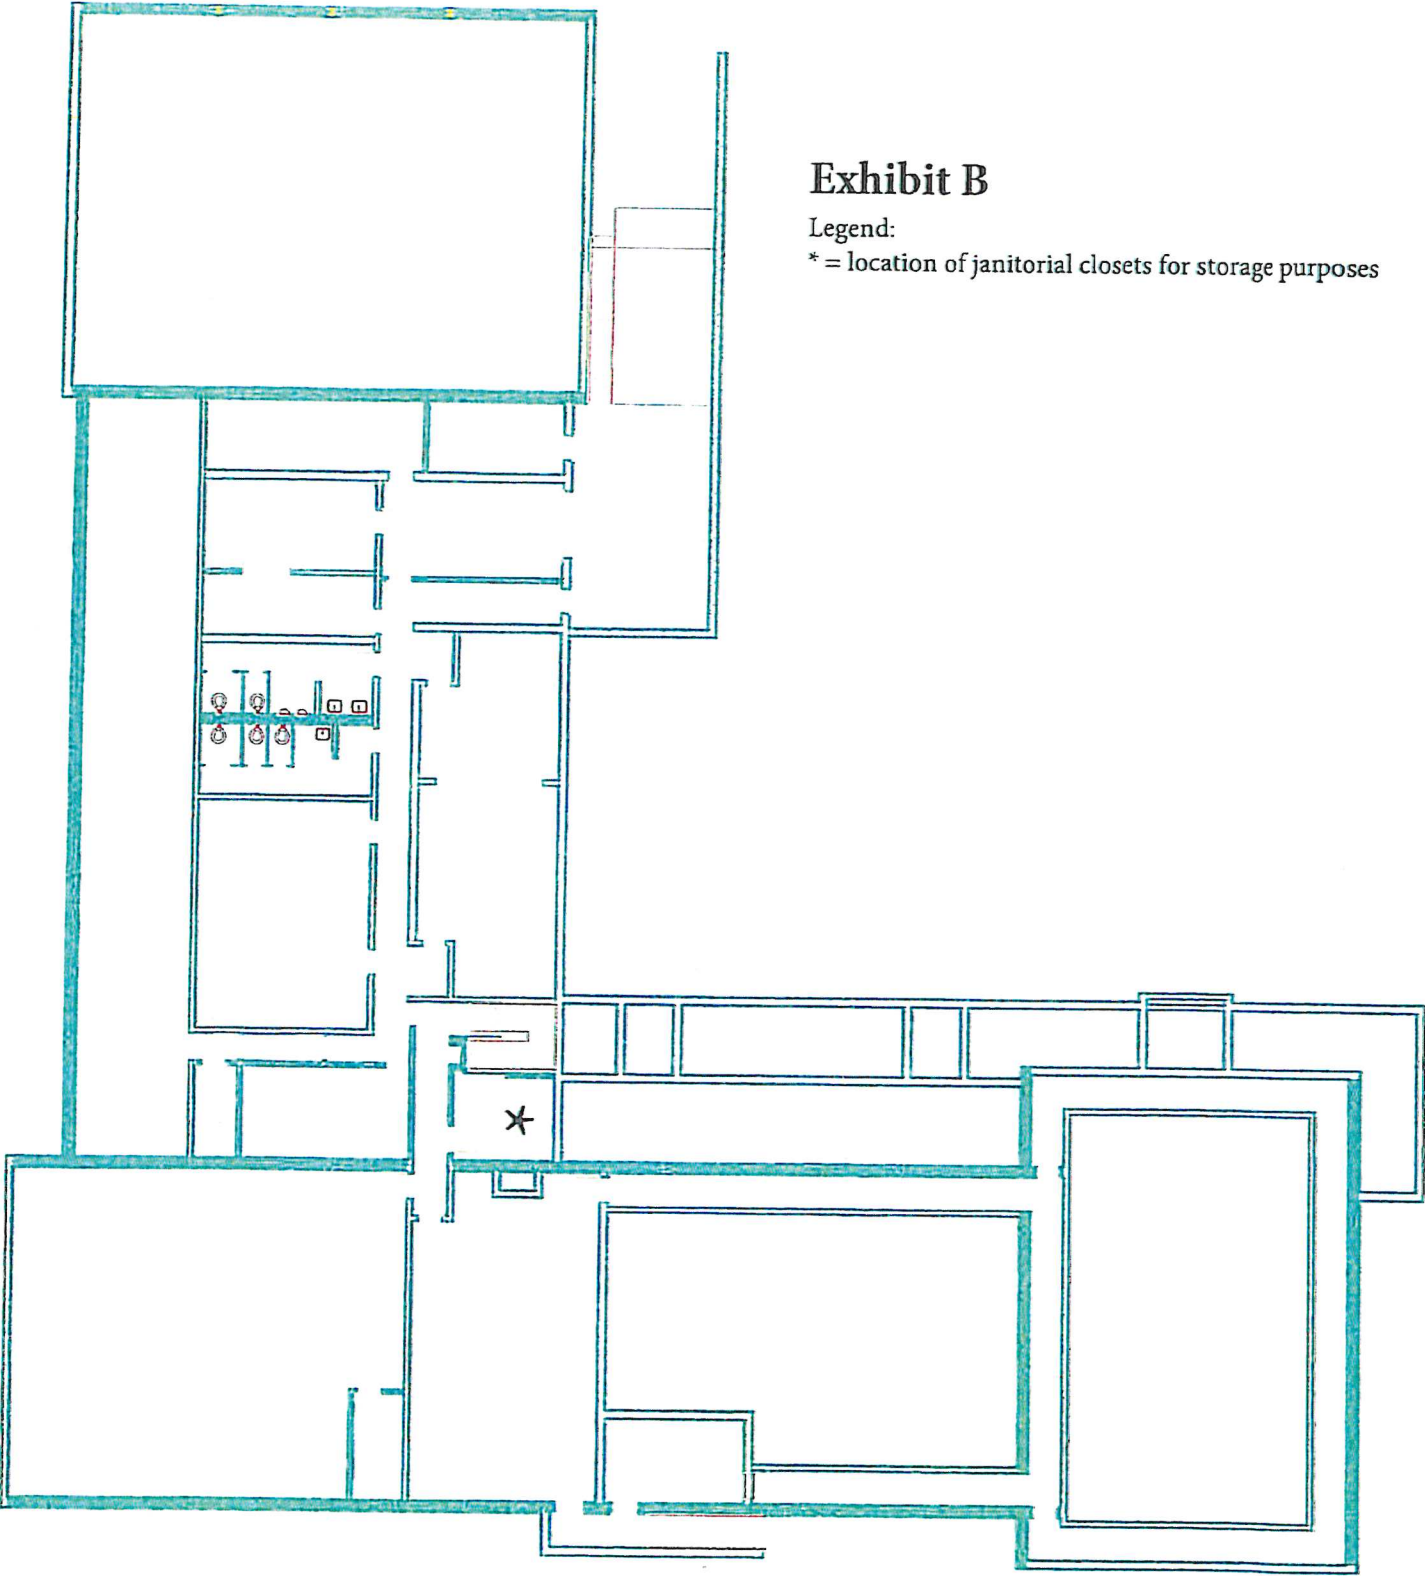 Exhibit B
Legend:
* = location of janitorial closets for storage purposes
*